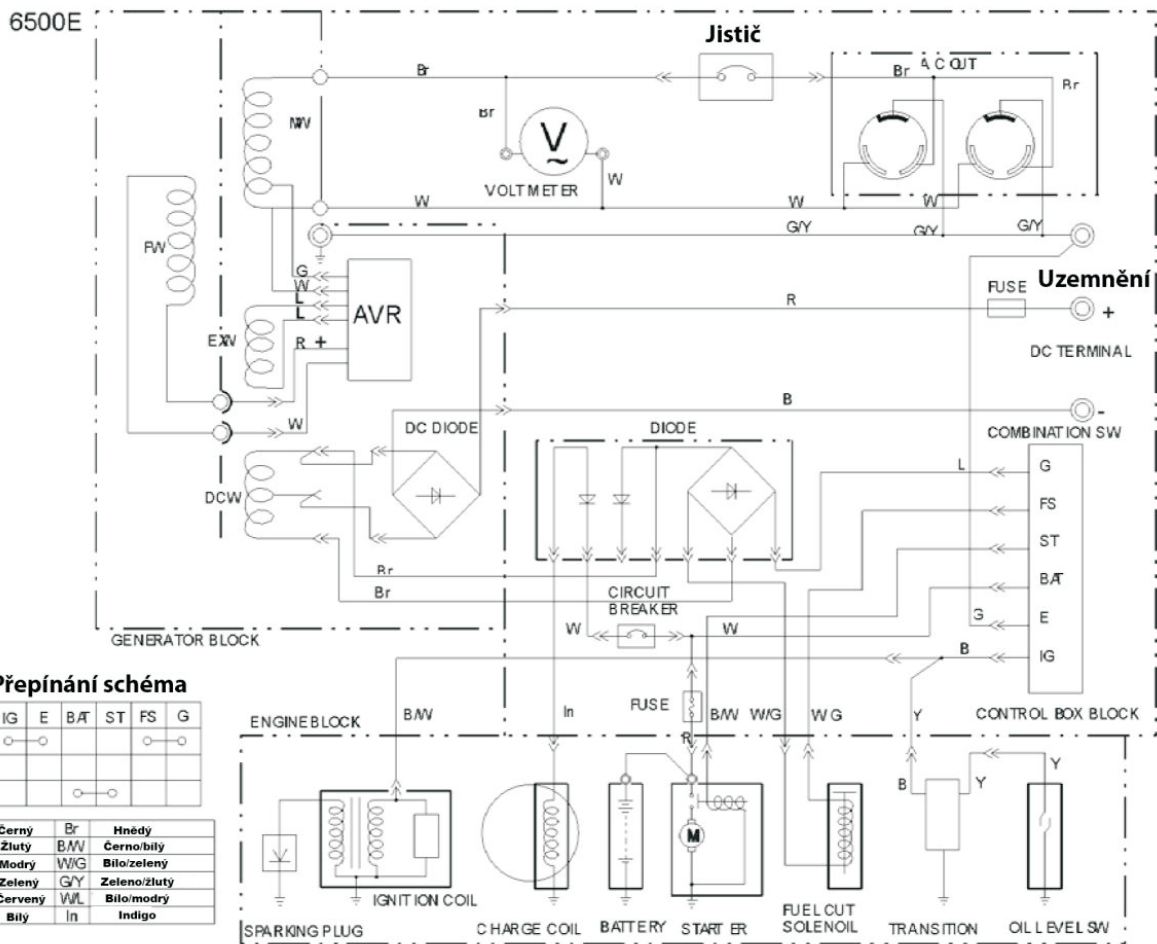 6500E
Jistič
A C OUT
Br
Br
Br
Br
MW
V
~
VOLTMETER
W
W
W
W
G/Y
G/Y
G/Y
FW
G
W
L
L
R +
AVR
EXW
W
R
FUSE
Uzemnění
+
DC TERMINAL
B
-
DC DIODE
DIODE
COMBINATION SW
DCW
L
G
FS
ST
BAT
E
IG
G
B
Br
Br
CIRCUIT
BREAKER
W
W
GENERATOR BLOCK
Přepínání schéma
IG E BAT ST FS G
ENGINE BLOCK
B/W
In
FUSE
R
B/W
W/G
W G
Y
CONTROL BOX BLOCK
B
Y
Y
M
Černý Br Hnědý
Žlutý B/W Černo/bílý
Modrý W/G Bílo/zelený
Zelený G/Y Zeleno/žlutý
Červený W/L Bílo/modrý
Bílý In Indigo
SPARKING PLUG
IGNITION COIL
CHARGE COIL
BATTERY
STARTER
FUEL CUT
SOLENOIL
TRANSITION
OIL LEVEL SW